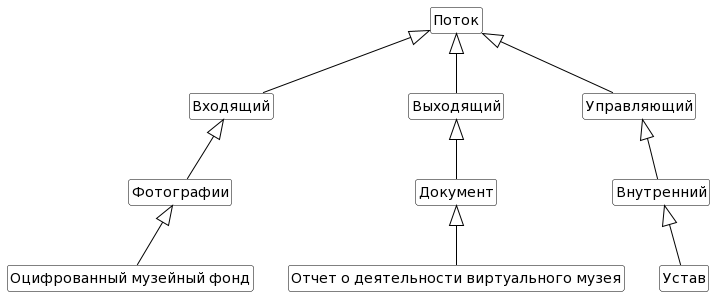 Поток
Входящий
Выходящий
Управляющий
Фотографии
Документ
Внутренний
Оцифрованный музейный фонд
Отчет о деятельности виртуального музея
Устав